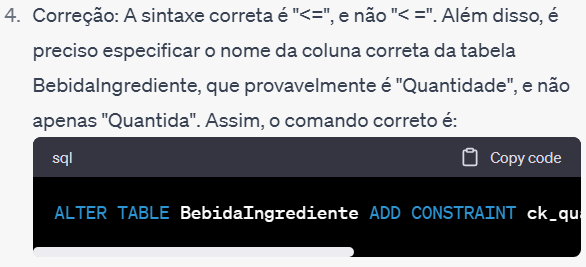 4. Correção: A sintaxe correta é "<=", e não "< =". Além disso, é
preciso especificar o nome da coluna correta da tabela
BebidaIngrediente, que provavelmente é "Quantidade", e não
apenas "Quantida". Assim, o comando correto é:
sql Copy code
ALTER TABLE BebidaIngrediente ADD CONSTRAINT ck_qua